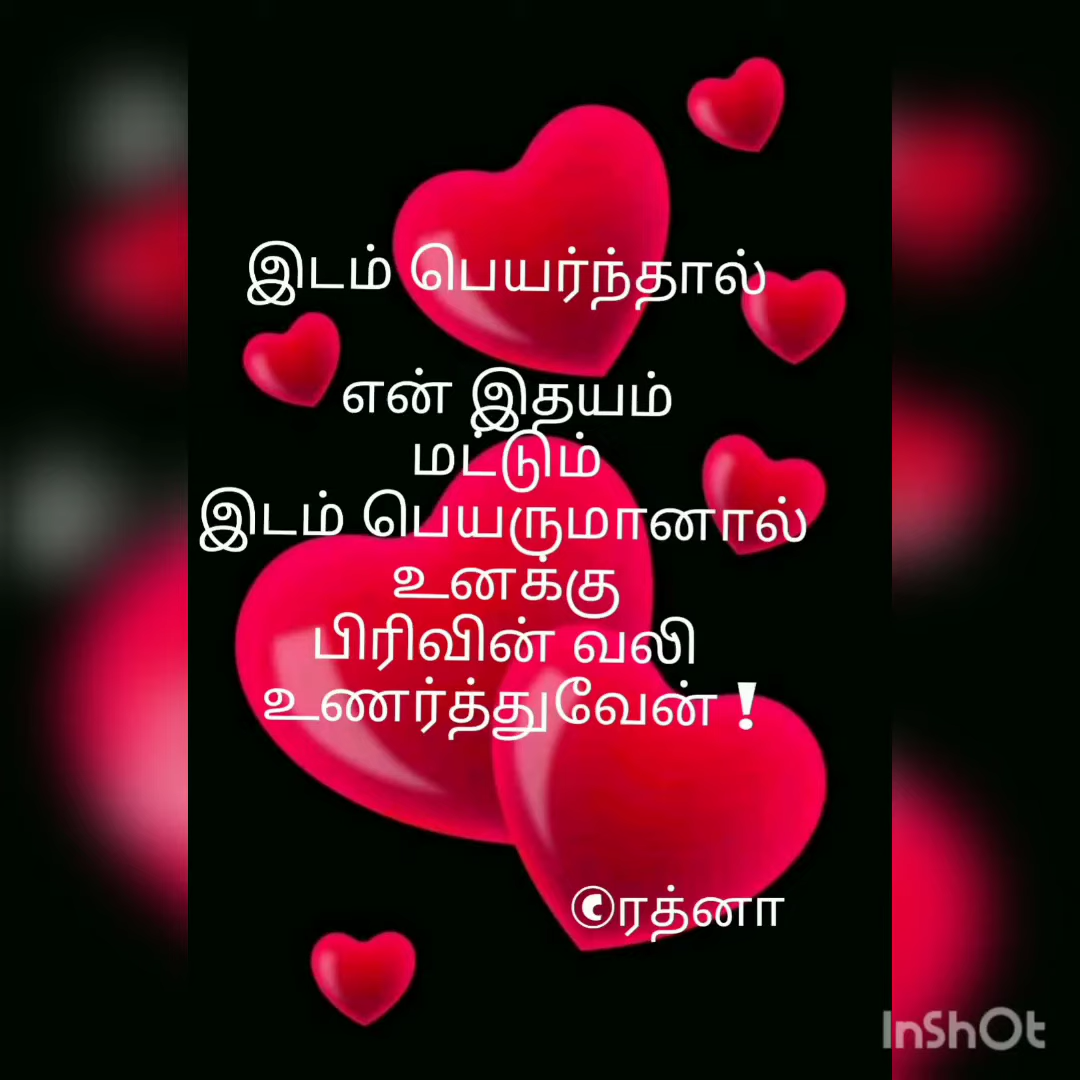 இடம் பெயர்ந்தால்
என் இதயம்
மட்டும்
இடம் பெயருமானால்
உனக்கு
பிரிவின் வலி
உணர்த்துவேன் !
©ரத்னா
InShOt